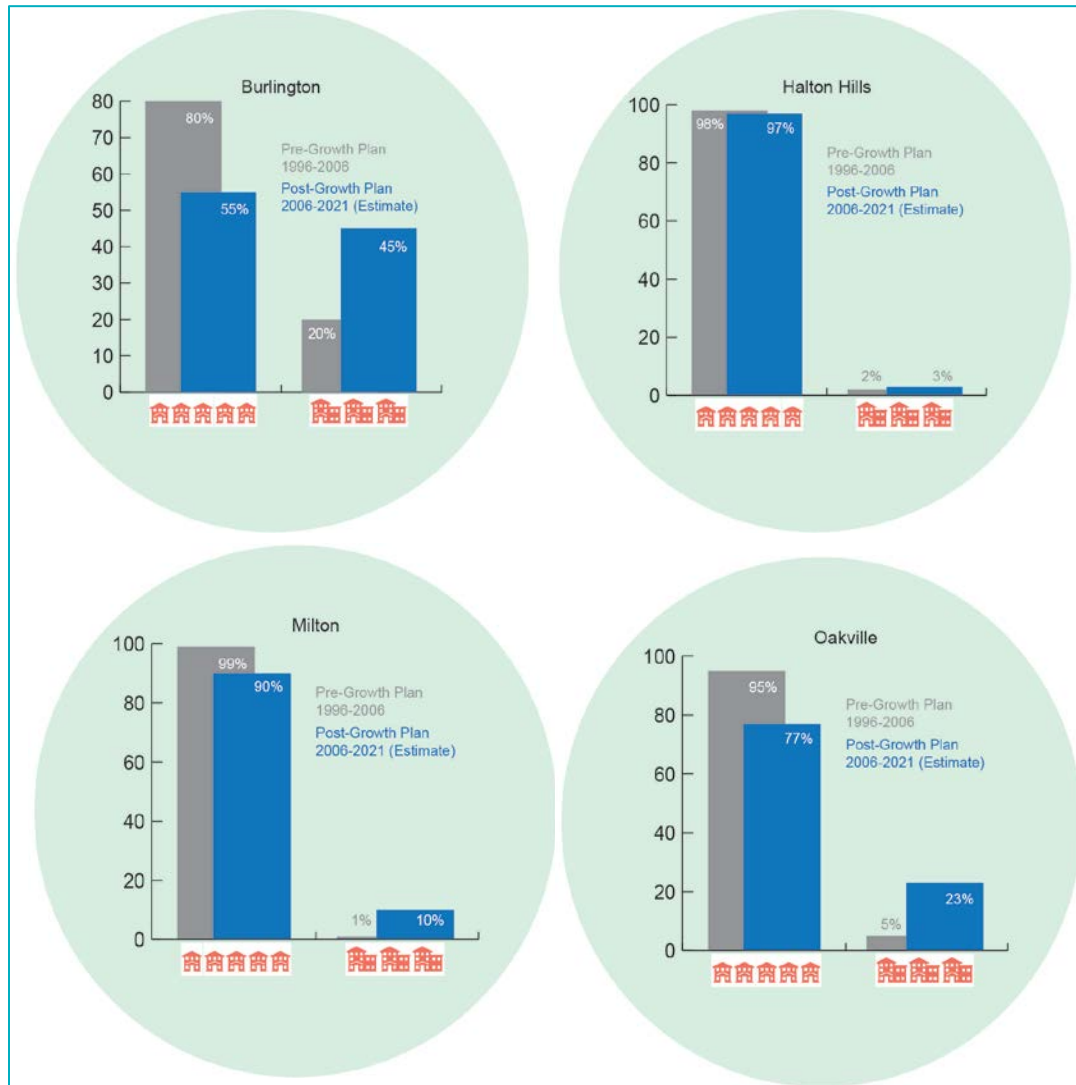 Burlington
80
70
60
50
40
30
20
10
0
80%
55%
20%
45%
Pre-Growth Plan
1996-2006
Post-Growth Plan
2006-2021 (Estimate)
Halton Hills
100
80
60
40
20
0
98%
97%
2%
3%
Pre-Growth Plan
1996-2006
Post-Growth Plan
2006-2021 (Estimate)
Milton
100
80
60
40
20
0
99%
90%
1%
10%
Pre-Growth Plan
1996-2006
Post-Growth Plan
2006-2021 (Estimate)
Oakville
100
80
60
40
20
0
95%
77%
5%
23%
Pre-Growth Plan
1996-2006
Post-Growth Plan
2006-2021 (Estimate)